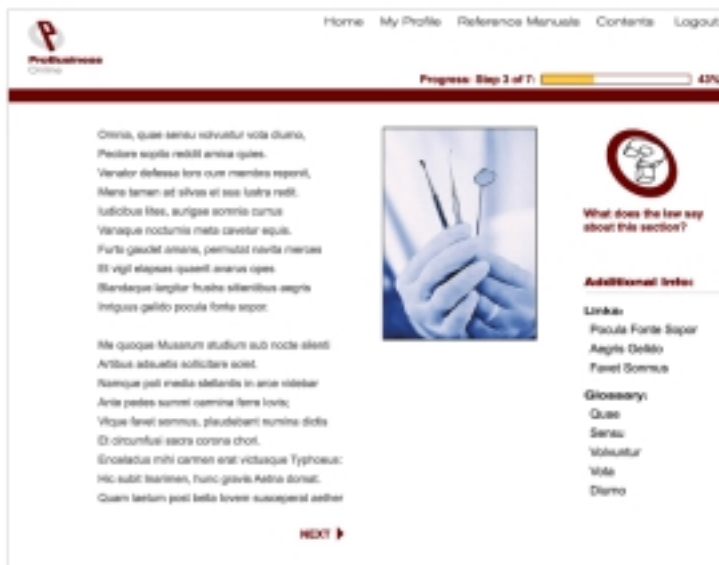 Home My Profile Reference Manuals Contents Logout
ProBusiness
Online
Progress: Step 3 of 7: 43%
Omnia, quae sensu volvuntur vota diurno,
Pectore sopito reddit amica quies.
Venator defessa toro cum membra reponit,
Mens tamen ad silvas et sua lustra redit.
Iudicibus lites, aurigae somnia currus
Vanaque nocturnis meta cavetur equis.
Furto gaudet amans, permutat navita merces
Et vigil elapsas quaerit avarus opes.
Blandaque largitur frustra sitientibus aegris
Inriguus gelido pocula fonte sopor.
Me quoque Musarum studium sub nocte silenti
Artibus adsuetis sollicitare solet.
Namque poli media stellantis in arce videbar
Ante pedes summi carmina ferre Iovis;
Vtque favet somnus, plaudebant numina dictis
Et circumfusi sacra corona chori.
Enceladus mihi carmen erat victusque Typhoeus:
Hic subit Inarimen, hunc gravis Aetna domat.
Quam laetum post bella Iovem susceperat aether
NEXT
What does the law say
about this section?
Additional Info:
Links:
Pocula Fonte Sopor
Aegris Gelido
Favet Somnus
Glossary:
Quae
Sensu
Volvuntur
Vota
Diurno